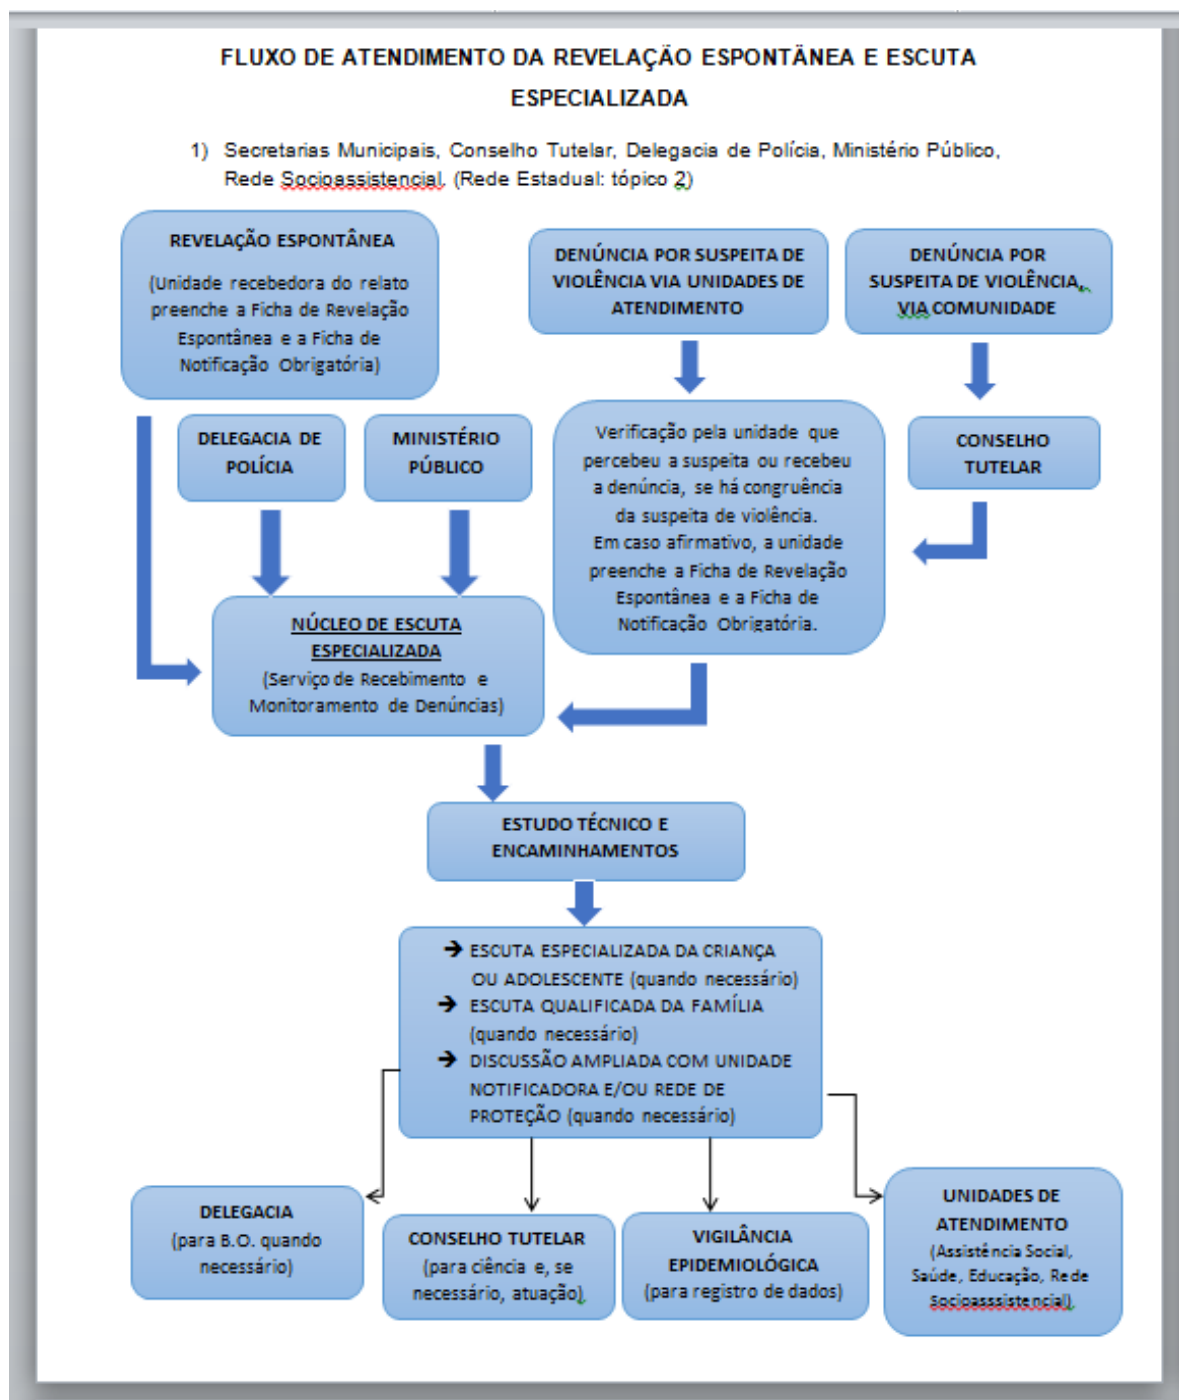 FLUXO DE ATENDIMENTO DA REVELAÇÃO ESPONTÂNEA E ESCUTA
ESPECIALIZADA
1) Secretarias Municipais, Conselho Tutelar, Delegacia de Polícia, Ministério Público,
Rede Socioassistencial. (Rede Estadual: tópico 2)
REVELAÇÃO ESPONTÂNEA
(Unidade recebedora do relato
preenche a Ficha de Revelação
Espontânea e a Ficha de
Notificação Obrigatória)
DENÚNCIA POR SUSPEITA DE
VIOLÊNCIA VIA UNIDADES DE
ATENDIMENTO
DENÚNCIA POR
SUSPEITA DE VIOLÊNCIA,
VIA COMUNIDADE
DELEGACIA DE
POLÍCIA
MINISTÉRIO
PÚBLICO
Verificação pela unidade que
percebeu a suspeita ou recebeu
a denúncia, se há congruência
da suspeita de violência.
Em caso afirmativo, a unidade
preenche a Ficha de Revelação
Espontânea e a Ficha de
Notificação Obrigatória.
CONSELHO
TUTELAR
NÚCLEO DE ESCUTA
ESPECIALIZADA
(Serviço de Recebimento e
Monitoramento de Denúncias)
ESTUDO TÉCNICO E
ENCAMINHAMENTOS
➔ ESCUTA ESPECIALIZADA DA CRIANÇA
OU ADOLESCENTE (quando necessário)
➔ ESCUTA QUALIFICADA DA FAMÍLIA
(quando necessário)
➔ DISCUSSÃO AMPLIADA COM UNIDADE
NOTIFICADORA E/OU REDE DE
PROTEÇÃO (quando necessário)
DELEGACIA
(para B.O. quando
necessário)
CONSELHO TUTELAR
(para ciência e, se
necessário, atuação)
VIGILÂNCIA
EPIDEMIOLÓGICA
(para registro de dados)
UNIDADES DE
ATENDIMENTO
(Assistência Social,
Saúde, Educação, Rede
Socioasssistencial)